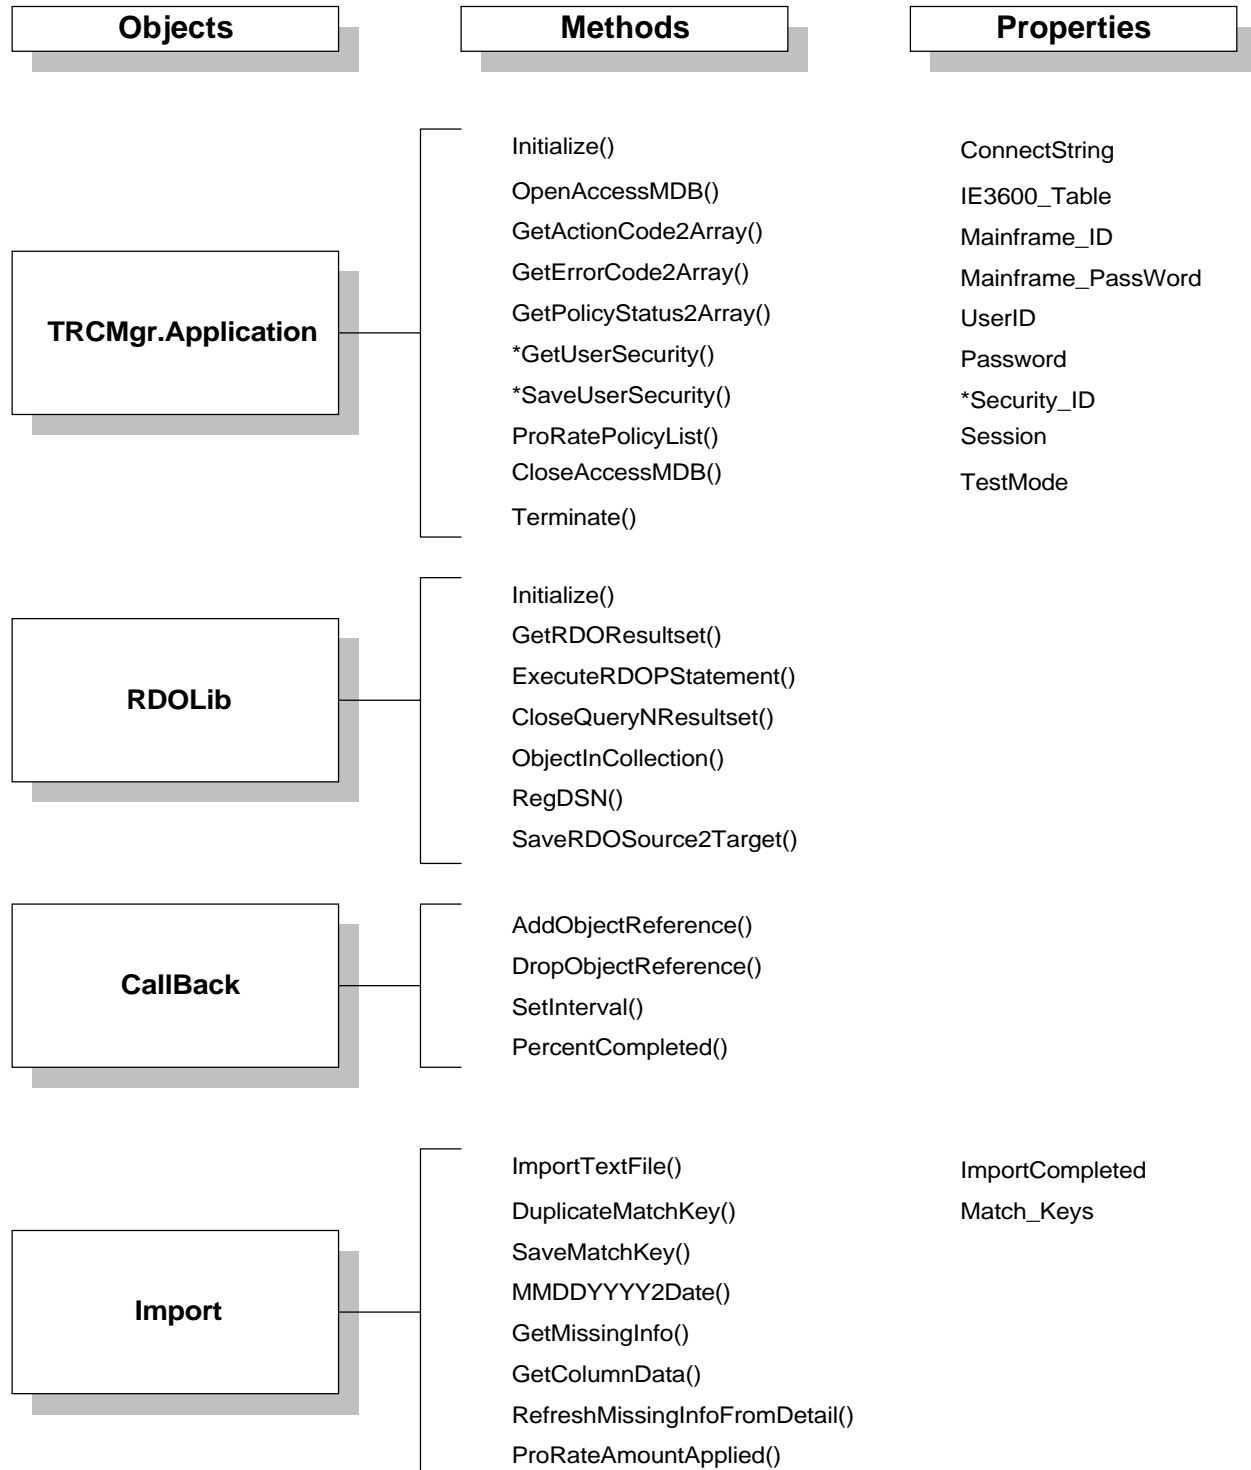 Objects
Methods
Properties
TRCMgr.Application
Initialize()
OpenAccessMDB()
GetActionCode2Array()
GetErrorCode2Array()
GetPolicyStatus2Array()
*GetUserSecurity()
*SaveUserSecurity()
ProRatePolicyList()
CloseAccessMDB()
Terminate()
ConnectString
IE3600_Table
Mainframe_ID
Mainframe_PassWord
UserID
Password
*Security_ID
Session
TestMode
RDOLib
Initialize()
GetRDOResultset()
ExecuteRDOPStatement()
CloseQueryNResultset()
ObjectInCollection()
RegDSN()
SaveRDOSource2Target()
CallBack
AddObjectReference()
DropObjectReference()
SetInterval()
PercentCompleted()
Import
ImportTextFile()
DuplicateMatchKey()
SaveMatchKey()
MMDDYYYY2Date()
GetMissingInfo()
GetColumnData()
RefreshMissingInfoFromDetail()
ProRateAmountApplied()
ImportCompleted
Match_Keys